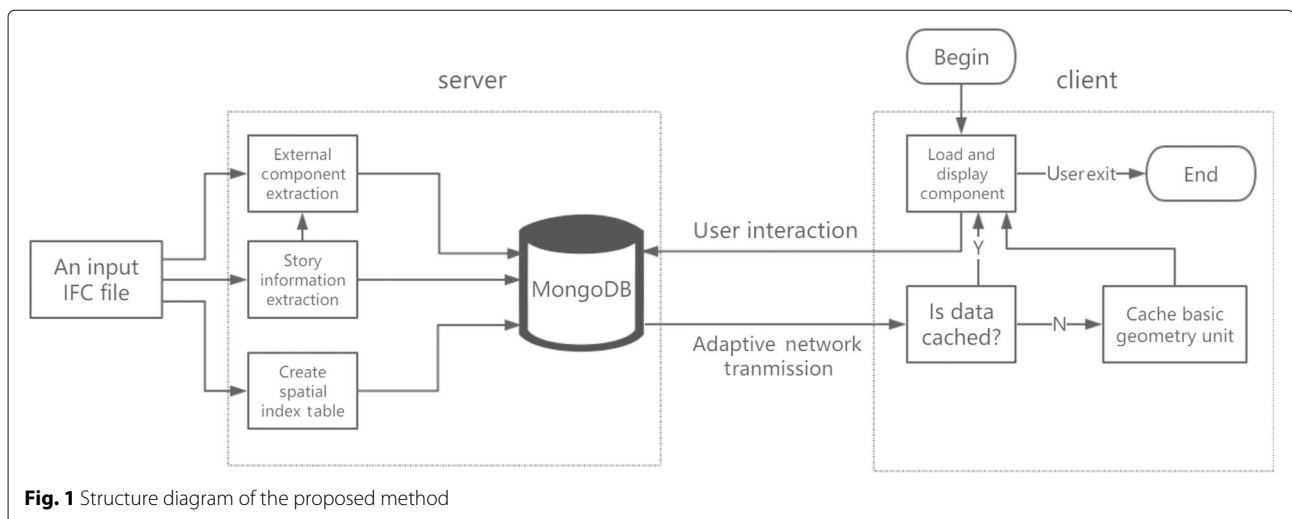 server
Begin
client
External
component
extraction
Load and
display
component
User exit
End
User interaction
Y
An input
IFC file
Story
information
extraction
MongoDB
Is data
cached?
N
Cache basic
geometry unit
Adaptive network
tranmission
Create
spatial
index table
Fig. 1 Structure diagram of the proposed method